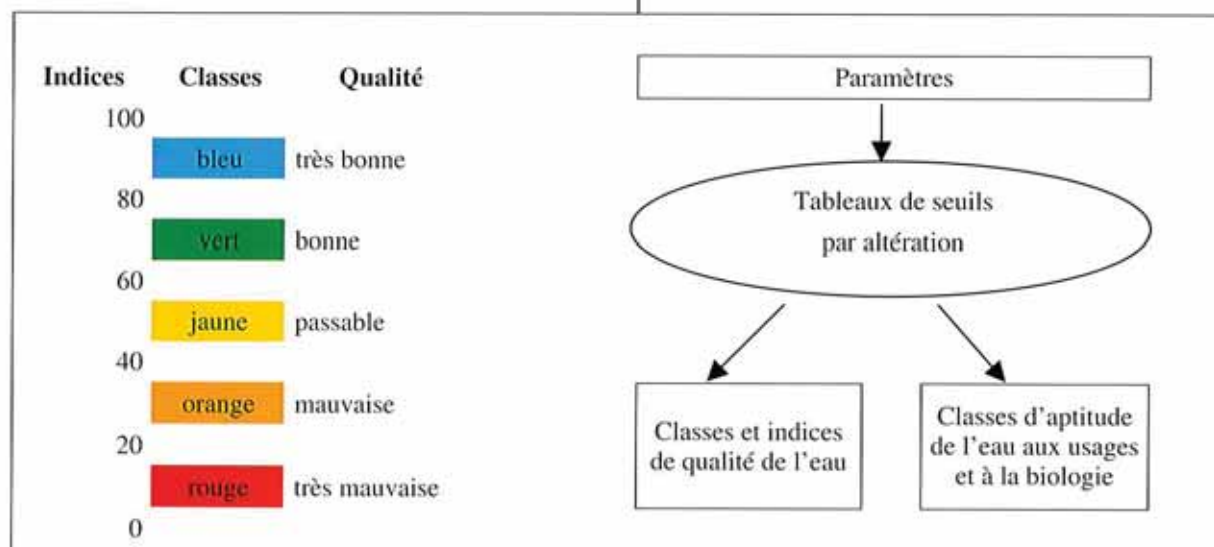 Indices Classes Qualité
100
bleu très bonne
80
vert bonne
60
jaune passable
40
orange mauvaise
20
rouge très mauvaise
0
Paramètres
Tableaux de seuils
par altération
Classes et indices
de qualité de l'eau
Classes d'aptitude
de l'eau aux usages
et à la biologie